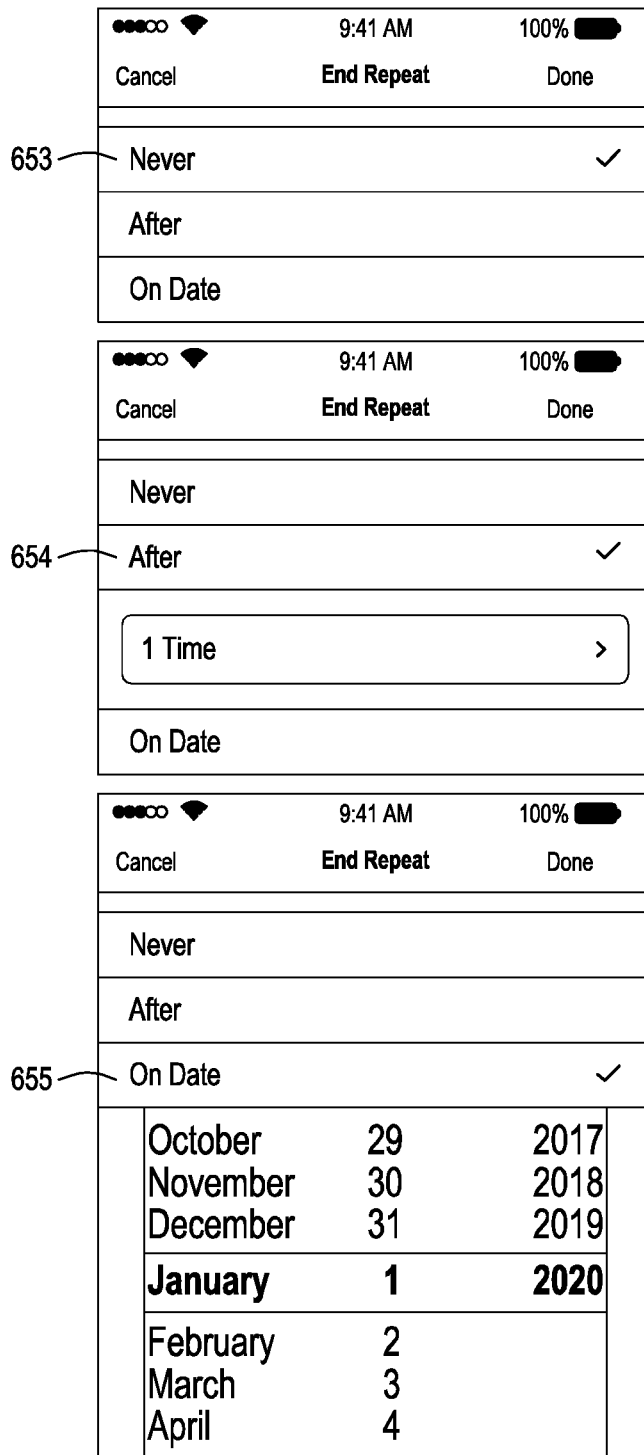 9:41 AM 100%
Cancel End Repeat Done
653 Never
After
On Date
9:41 AM 100%
Cancel End Repeat Done
Never
654 After
1 Time >
On Date
9:41 AM 100%
Cancel End Repeat Done
Never
After
655 On Date
October 29 2017
November 30 2018
December 31 2019
January 1 2020
February 2
March 3
April 4